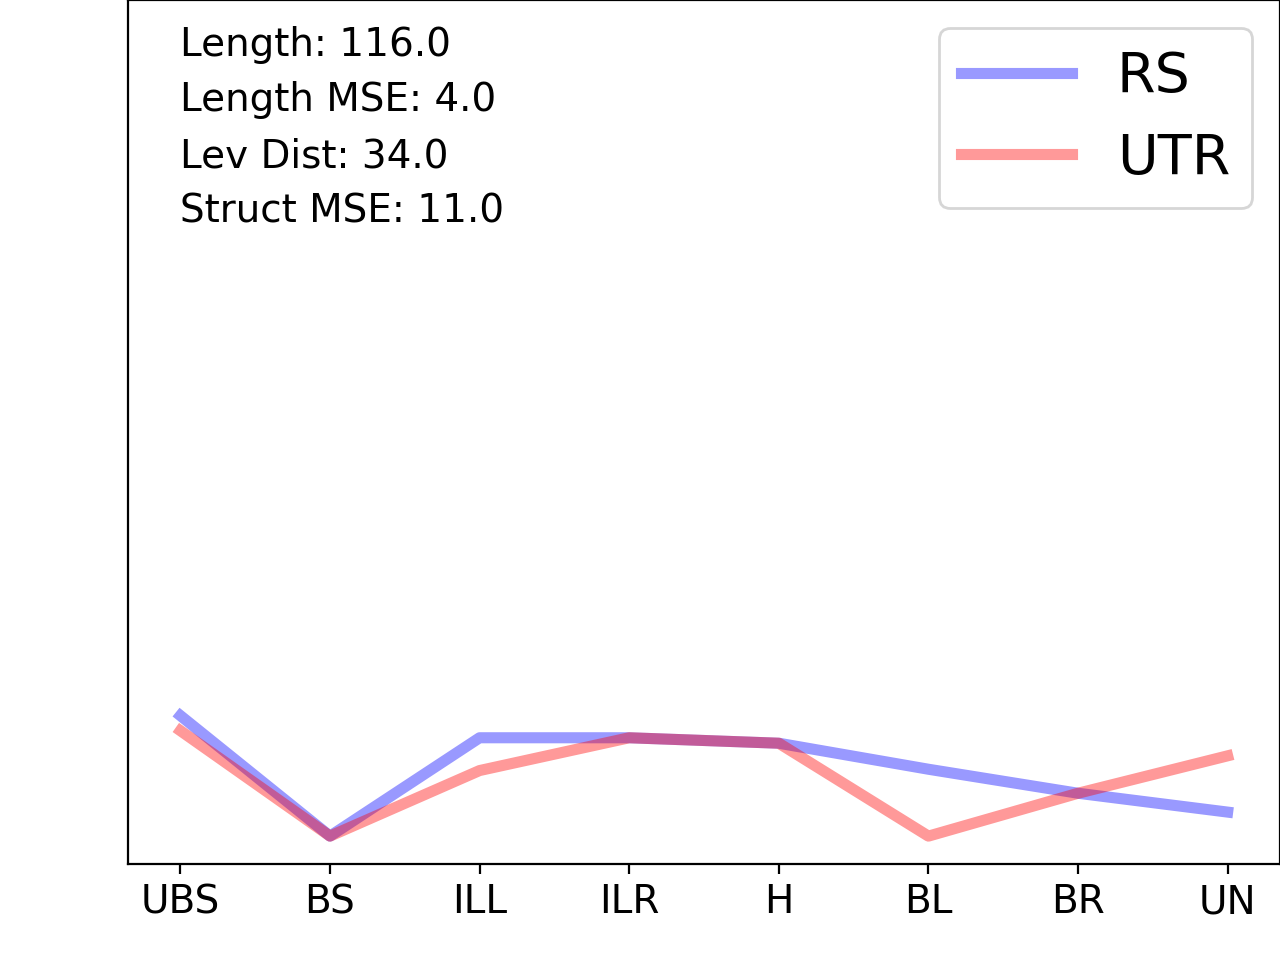 Length: 116.0
Length MSE: 4.0
Lev Dist: 34.0
Struct MSE: 11.0
RS
UTR
UBS BS ILL ILR H BL BR UN